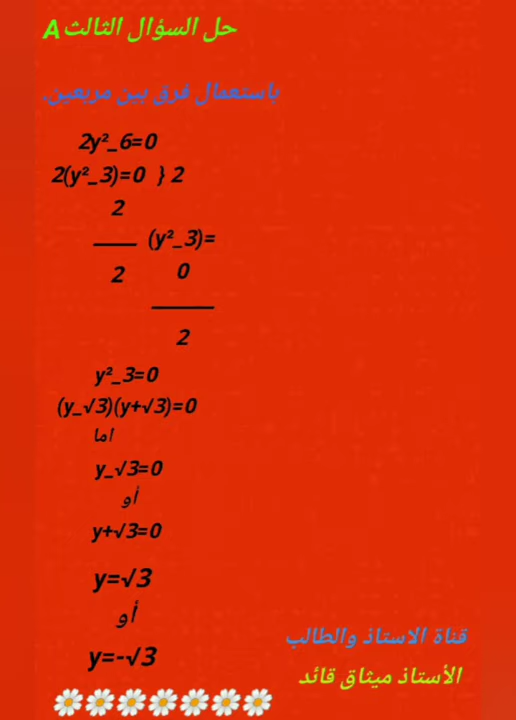 حل السؤال الثالث A
باستعمال فرق بين مربعين.
2y²_6=0
2(y²_3)=0 } 2
2
—— (y²_3)=
2 0
———
2
y²_3=0
(y_√3)(y+√3)=0
اما
y_√3=0
أو
y+√3=0
y=√3
أو
y=-√3
قناة الاستاذ والطالب
الأستاذ ميثاق قائد